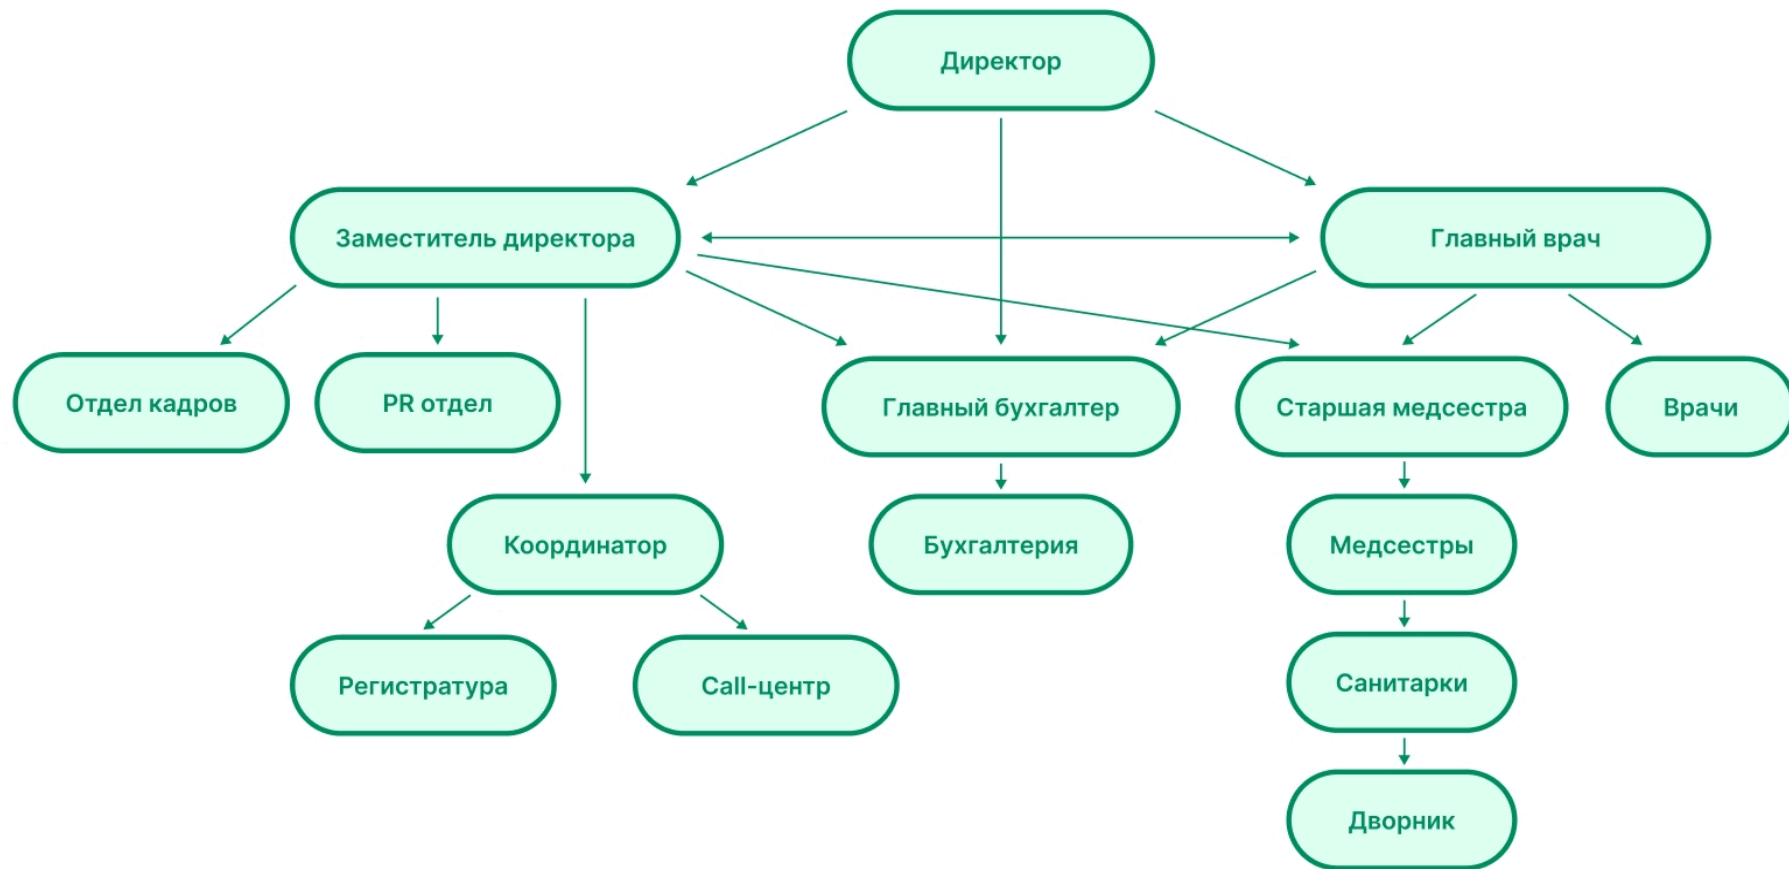 Директор
Заместитель директора
Главный врач
Отдел кадров
PR отдел
Главный бухгалтер
Старшая медсестра
Врачи
Координатор
Бухгалтерия
Медсестры
Регистратура
Call-центр
Санитарки
Дворник